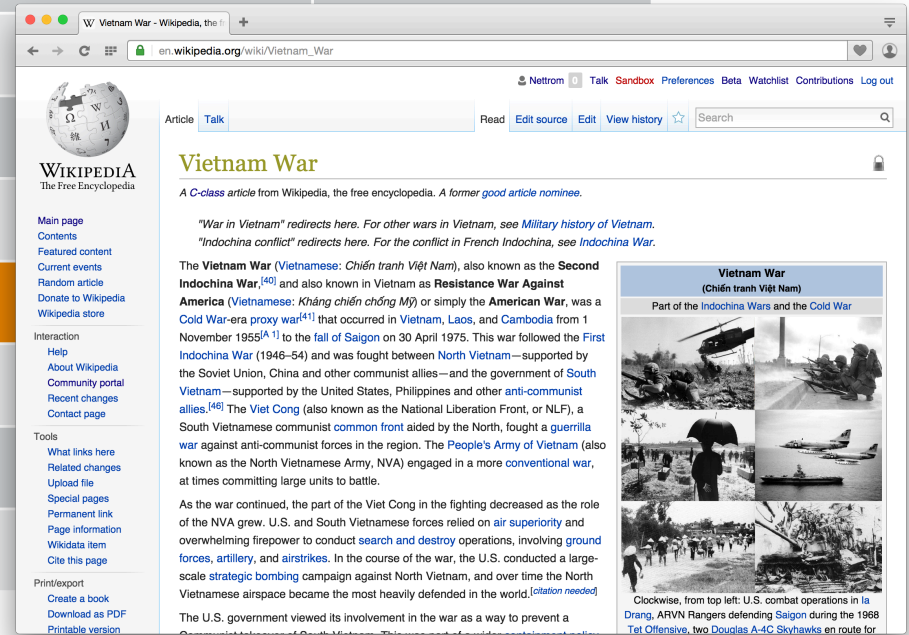 Vietnam War - Wikipedia, the fr
en.wikipedia.org/wiki/Vietnam_War
Nettrom 0 Talk Sandbox Preferences Beta Watchlist Contributions Log out
Article Talk Read Edit source Edit View history Search
WIKIPEDIA
The Free Encyclopedia
Main page
Contents
Featured content
Current events
Random article
Donate to Wikipedia
Wikipedia store
Interaction
Help
About Wikipedia
Community portal
Recent changes
Contact page
Tools
What links here
Related changes
Upload file
Special pages
Permanent link
Page information
Wikidata item
Cite this page
Print/export
Create a book
Download as PDF
Printable version
Vietnam War
A C-class article from Wikipedia, the free encyclopedia. A former good article nominee.
"War in Vietnam" redirects here. For other wars in Vietnam, see Military history of Vietnam.
"Indochina conflict" redirects here. For the conflict in French Indochina, see Indochina War.
The Vietnam War (Vietnamese: Chiến tranh Việt Nam), also known as the Second
Indochina War,[40] and also known in Vietnam as Resistance War Against
America (Vietnamese: Kháng chiến chống Mỹ) or simply the American War, was a
Cold War-era proxy war[41] that occurred in Vietnam, Laos, and Cambodia from 1
November 1955[A 1] to the fall of Saigon on 30 April 1975. This war followed the First
Indochina War (1946–54) and was fought between North Vietnam—supported by
the Soviet Union, China and other communist allies—and the government of South
Vietnam—supported by the United States, Philippines and other anti-communist
allies.[46] The Viet Cong (also known as the National Liberation Front, or NLF), a
South Vietnamese communist common front aided by the North, fought a guerrilla
war against anti-communist forces in the region. The People's Army of Vietnam (also
known as the North Vietnamese Army, NVA) engaged in a more conventional war,
at times committing large units to battle.
As the war continued, the part of the Viet Cong in the fighting decreased as the role
of the NVA grew. U.S. and South Vietnamese forces relied on air superiority and
overwhelming firepower to conduct search and destroy operations, involving ground
forces, artillery, and airstrikes. In the course of the war, the U.S. conducted a large-
scale strategic bombing campaign against North Vietnam, and over time the North
Vietnamese airspace became the most heavily defended in the world.[citation needed]
The U.S. government viewed its involvement in the war as a way to prevent a
Communist takeover of South Vietnam. This was part of a wider containment policy
Vietnam War
(Chiến tranh Việt Nam)
Part of the Indochina Wars and the Cold War
Clockwise, from top left: U.S. combat operations in Ia
Drang, ARVN Rangers defending Saigon during the 1968
Tet Offensive, two Douglas A-4C Skyhawks en route for